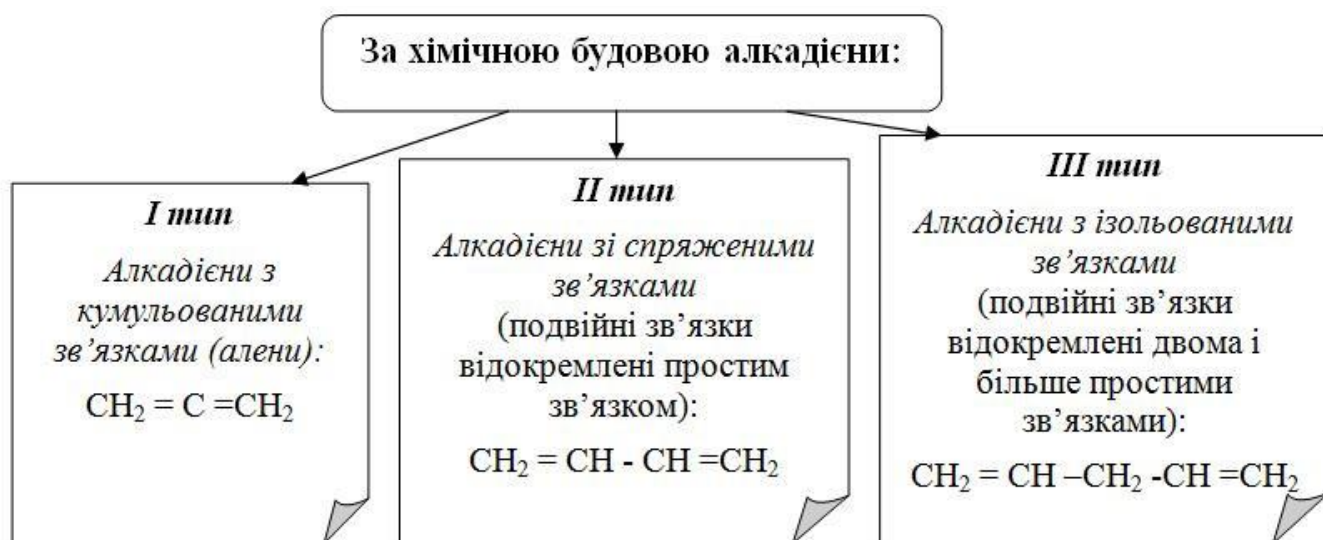 За хімічною будовою алкадієни:
I тип
Алкадієни з
кумульованими
зв’язками (алени):
CH₂ = C =CH₂
II тип
Алкадієни зі спряженими
зв’язками
(подвійні зв’язки
відокремлені простим
зв’язком):
CH₂ = CH - CH =CH₂
III тип
Алкадієни з ізольованими
зв’язками
(подвійні зв’язки
відокремлені двома і
більше простими
зв’язками):
CH₂ = CH –CH₂ -CH =CH₂